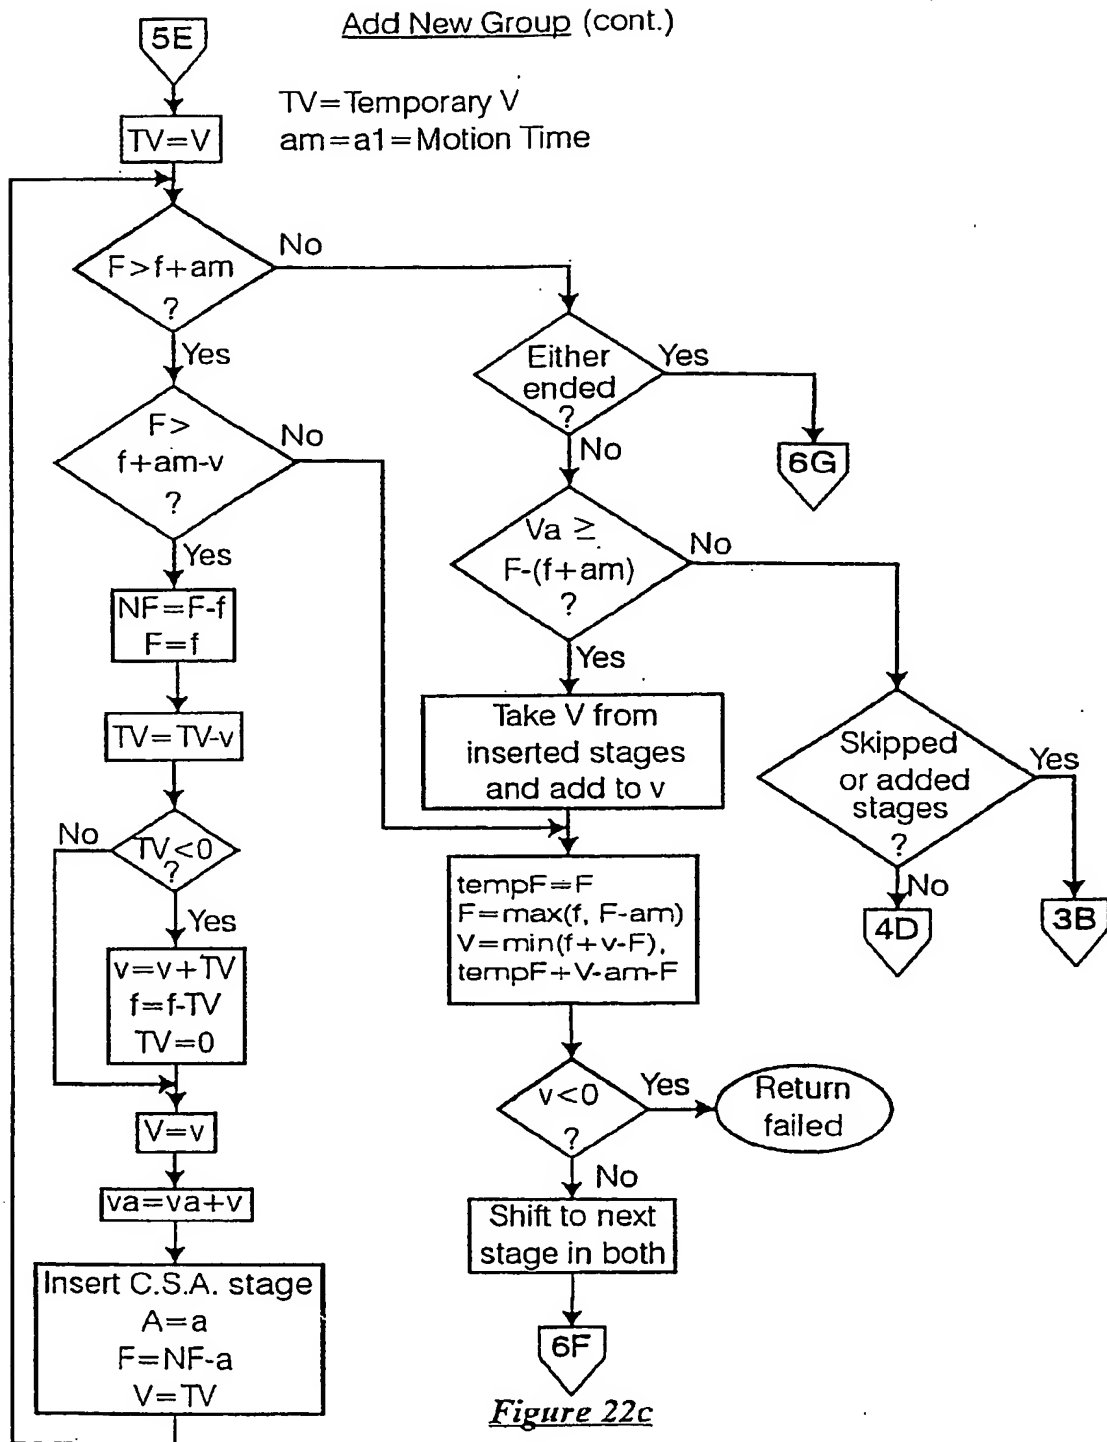 Add New Group (cont.)
5E
TV=Temporary V
am=a1=Motion Time
TV=V
F>f+am
?
No
Yes
Either
ended
?
Yes
No
6G
F>
f+am-v
?
No
Yes
Va ≥
F-(f+am)
?
No
Yes
NF=F-f
F=f
TV=TV-v
Take V from
inserted stages
and add to v
Skipped
or added
stages
?
Yes
No
4D
3B
TV<0
?
No
Yes
tempF=F
F=max(f, F-am)
V=min(f+v-F),
tempF+V-am-F
v=v+TV
f=f-TV
TV=0
v<0
?
Yes
Return
failed
No
V=v
va=va+v
Shift to next
stage in both
Insert C.S.A. stage
A=a
F=NF-a
V=TV
6F
Figure 22c